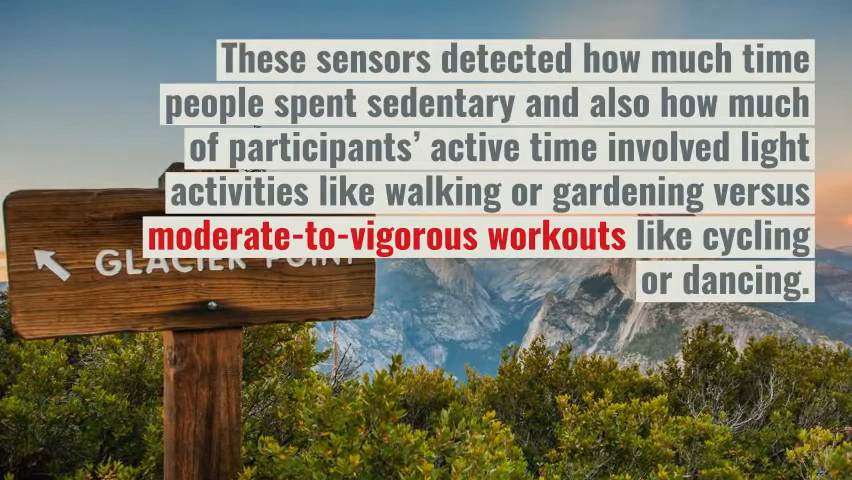 These sensors detected how much time
people spent sedentary and also how much
of participants' active time involved light
activities like walking or gardening versus
moderate-to-vigorous workouts like cycling
or dancing.
GLACIER POINT